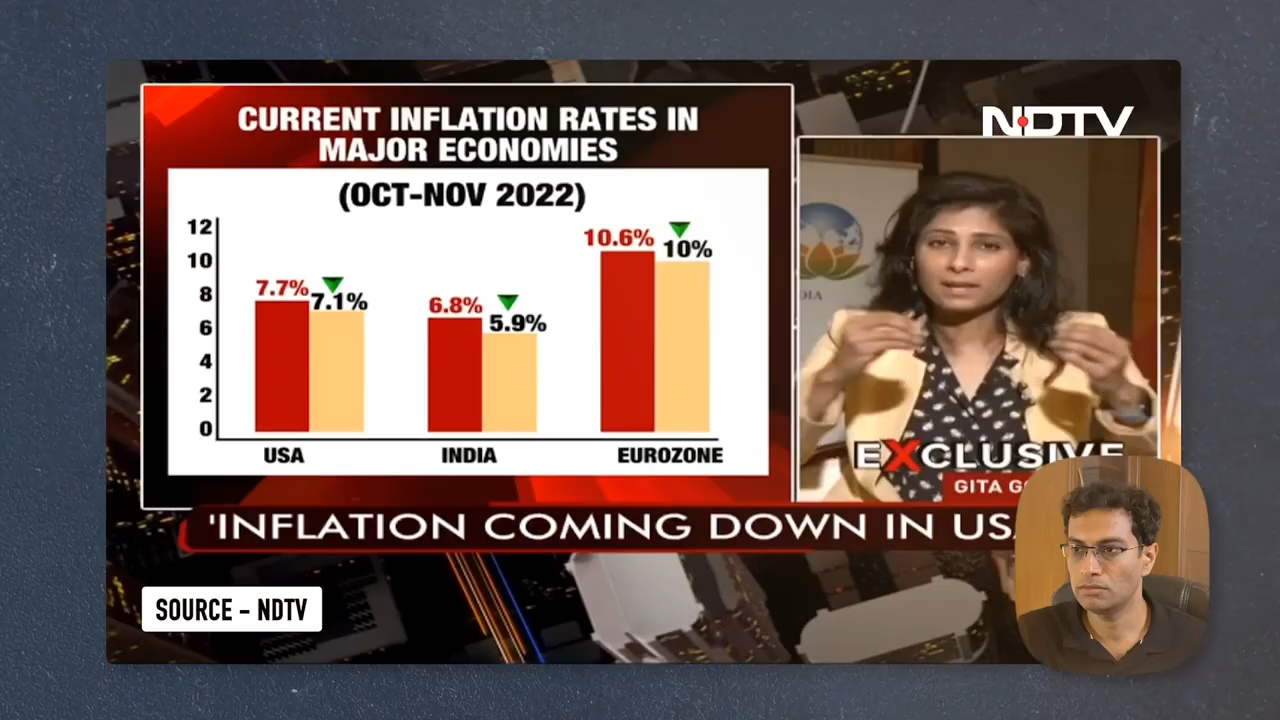 CURRENT INFLATION RATES IN
MAJOR ECONOMIES
(OCT-NOV 2022)
12
10
8
6
4
2
0
7.7%
7.1%
6.8%
5.9%
10.6%
10%
USA
INDIA
EUROZONE
NDTV
DIA
EXCLUSIVE
GITA
'INFLATION COMING DOWN IN
SOURCE - NDTV